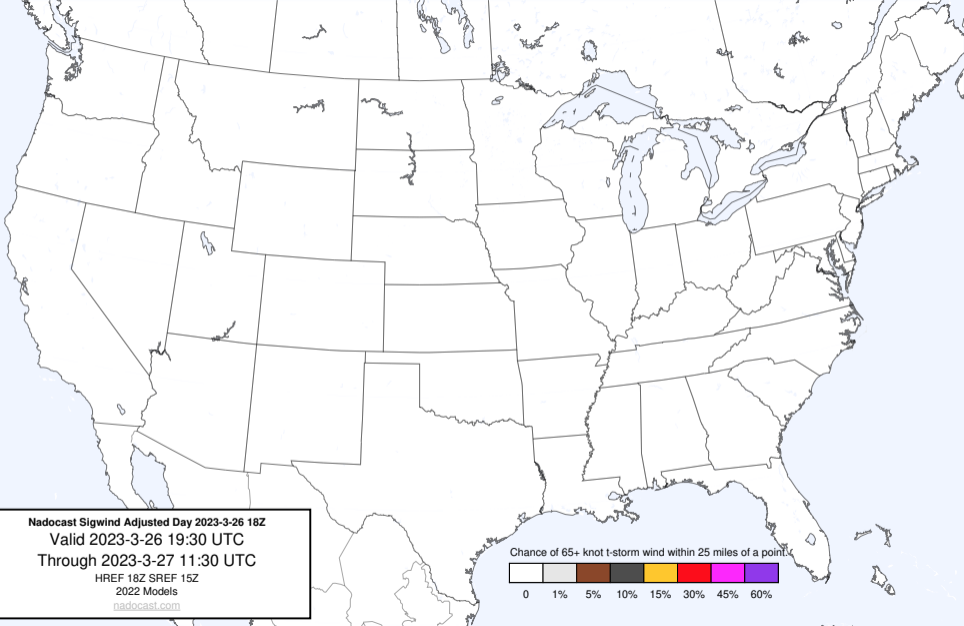 Nadocast Sigwind Adjusted Day 2023-3-26 18Z
Valid 2023-3-26 19:30 UTC
Through 2023-3-27 11:30 UTC
HREF 18Z SREF 15Z
2022 Models
nadocast.com
Chance of 65+ knot t-storm wind within 25 miles of a point.
0 1% 5% 10% 15% 30% 45% 60%